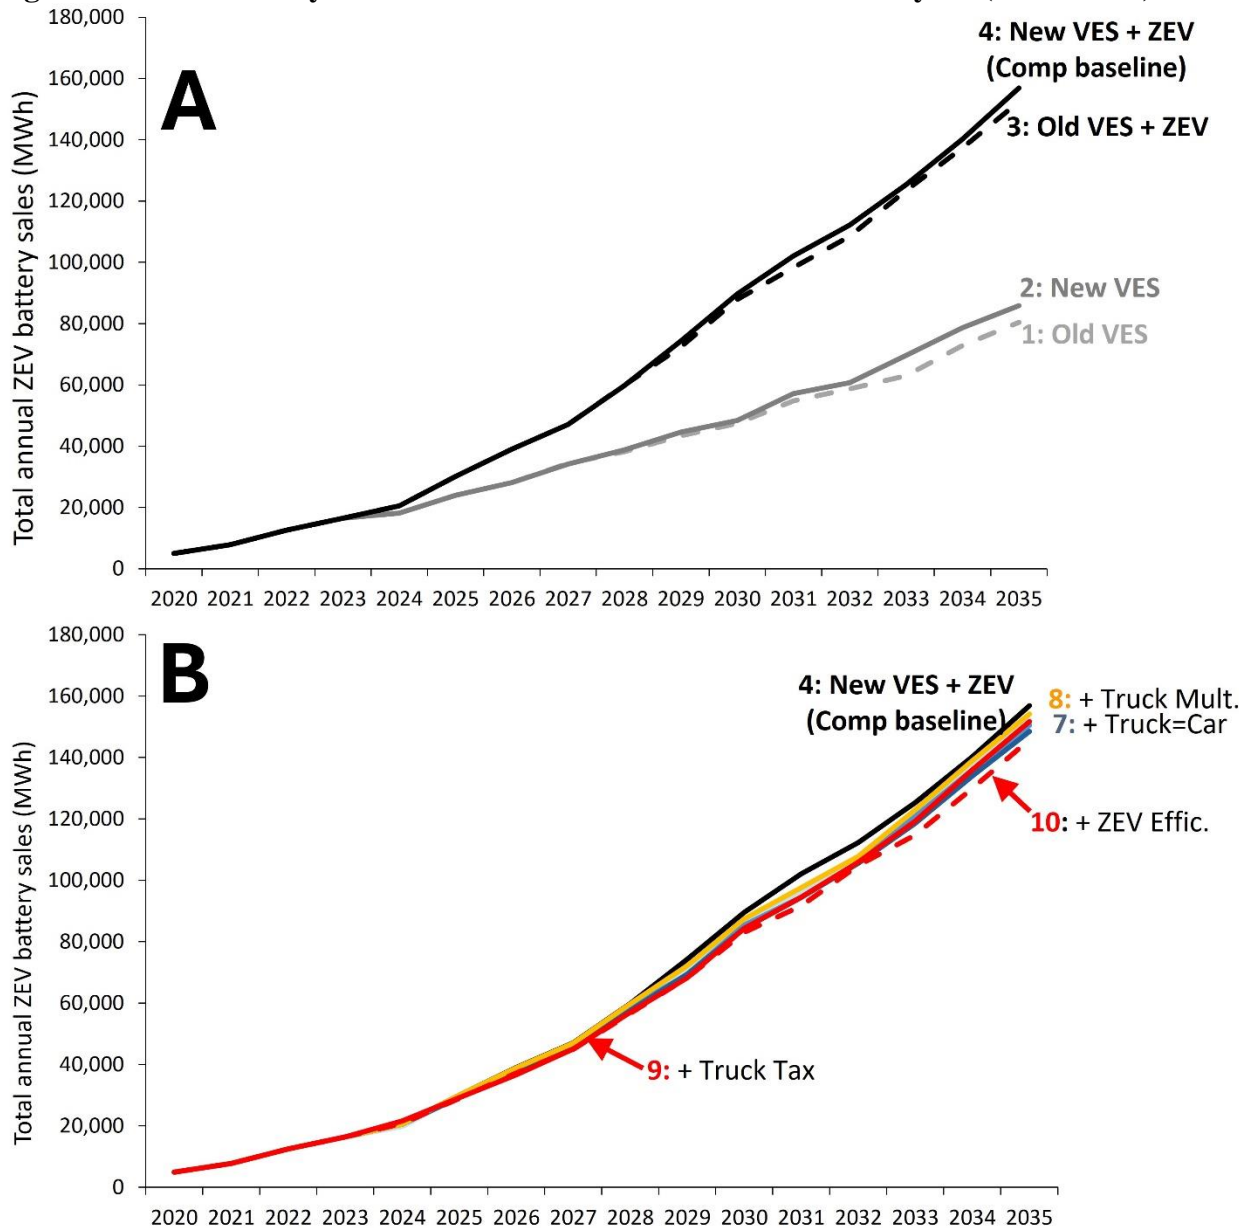 180,000
160,000
140,000
120,000
100,000
80,000
60,000
40,000
20,000
0
Total annual ZEV battery sales (MWh)
A
4: New VES + ZEV
(Comp baseline)
3: Old VES + ZEV
2: New VES
1: Old VES
2020 2021 2022 2023 2024 2025 2026 2027 2028 2029 2030 2031 2032 2033 2034 2035
180,000
160,000
140,000
120,000
100,000
80,000
60,000
40,000
20,000
0
Total annual ZEV battery sales (MWh)
B
4: New VES + ZEV
(Comp baseline)
8: + Truck Mult.
7: + Truck=Car
10: + ZEV Effic.
9: + Truck Tax
2020 2021 2022 2023 2024 2025 2026 2027 2028 2029 2030 2031 2032 2033 2034 2035